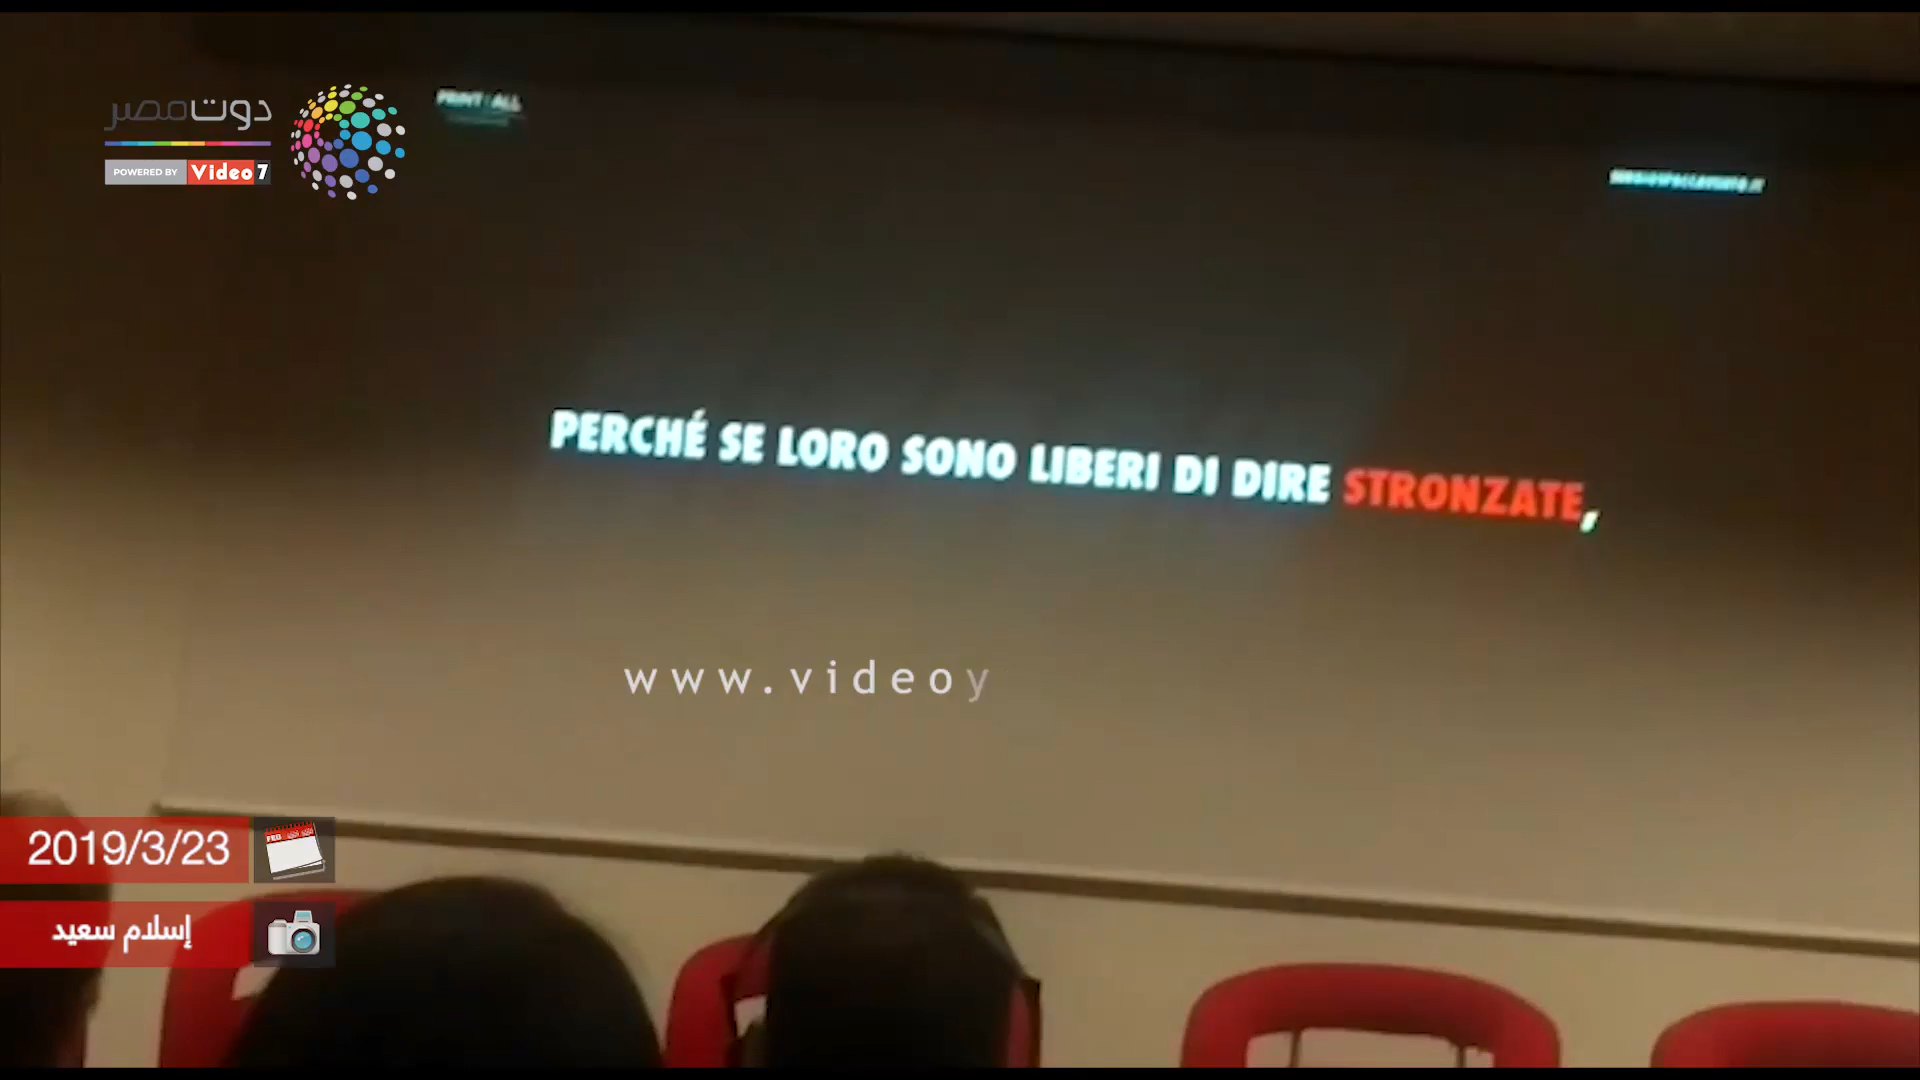 دوت مصر
POWERED BY Video7
PRINT4ALL
PERCHÉ SE LORO SONO LIBERI DI DIRE STRONZATE,
www.videoy
2019/3/23
إسلام سعيد